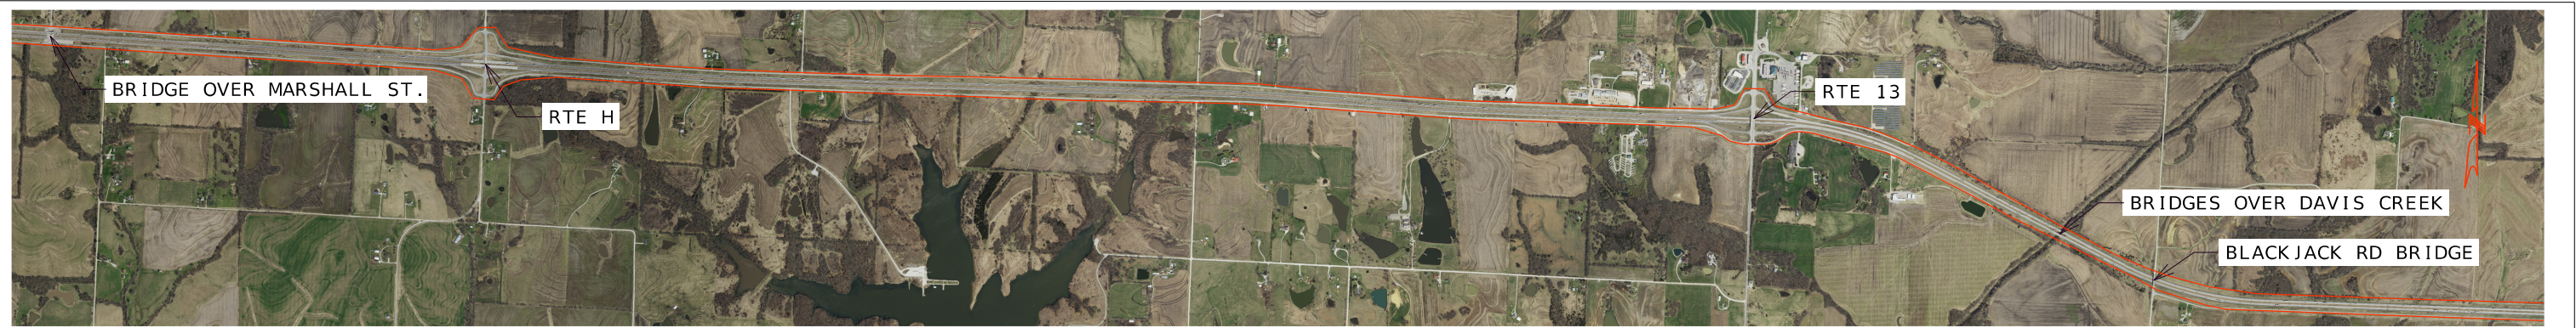 BRIDGE OVER MARSHALL ST.
RTE H
RTE 13
BRIDGES OVER DAVIS CREEK
BLACKJACK RD BRIDGE